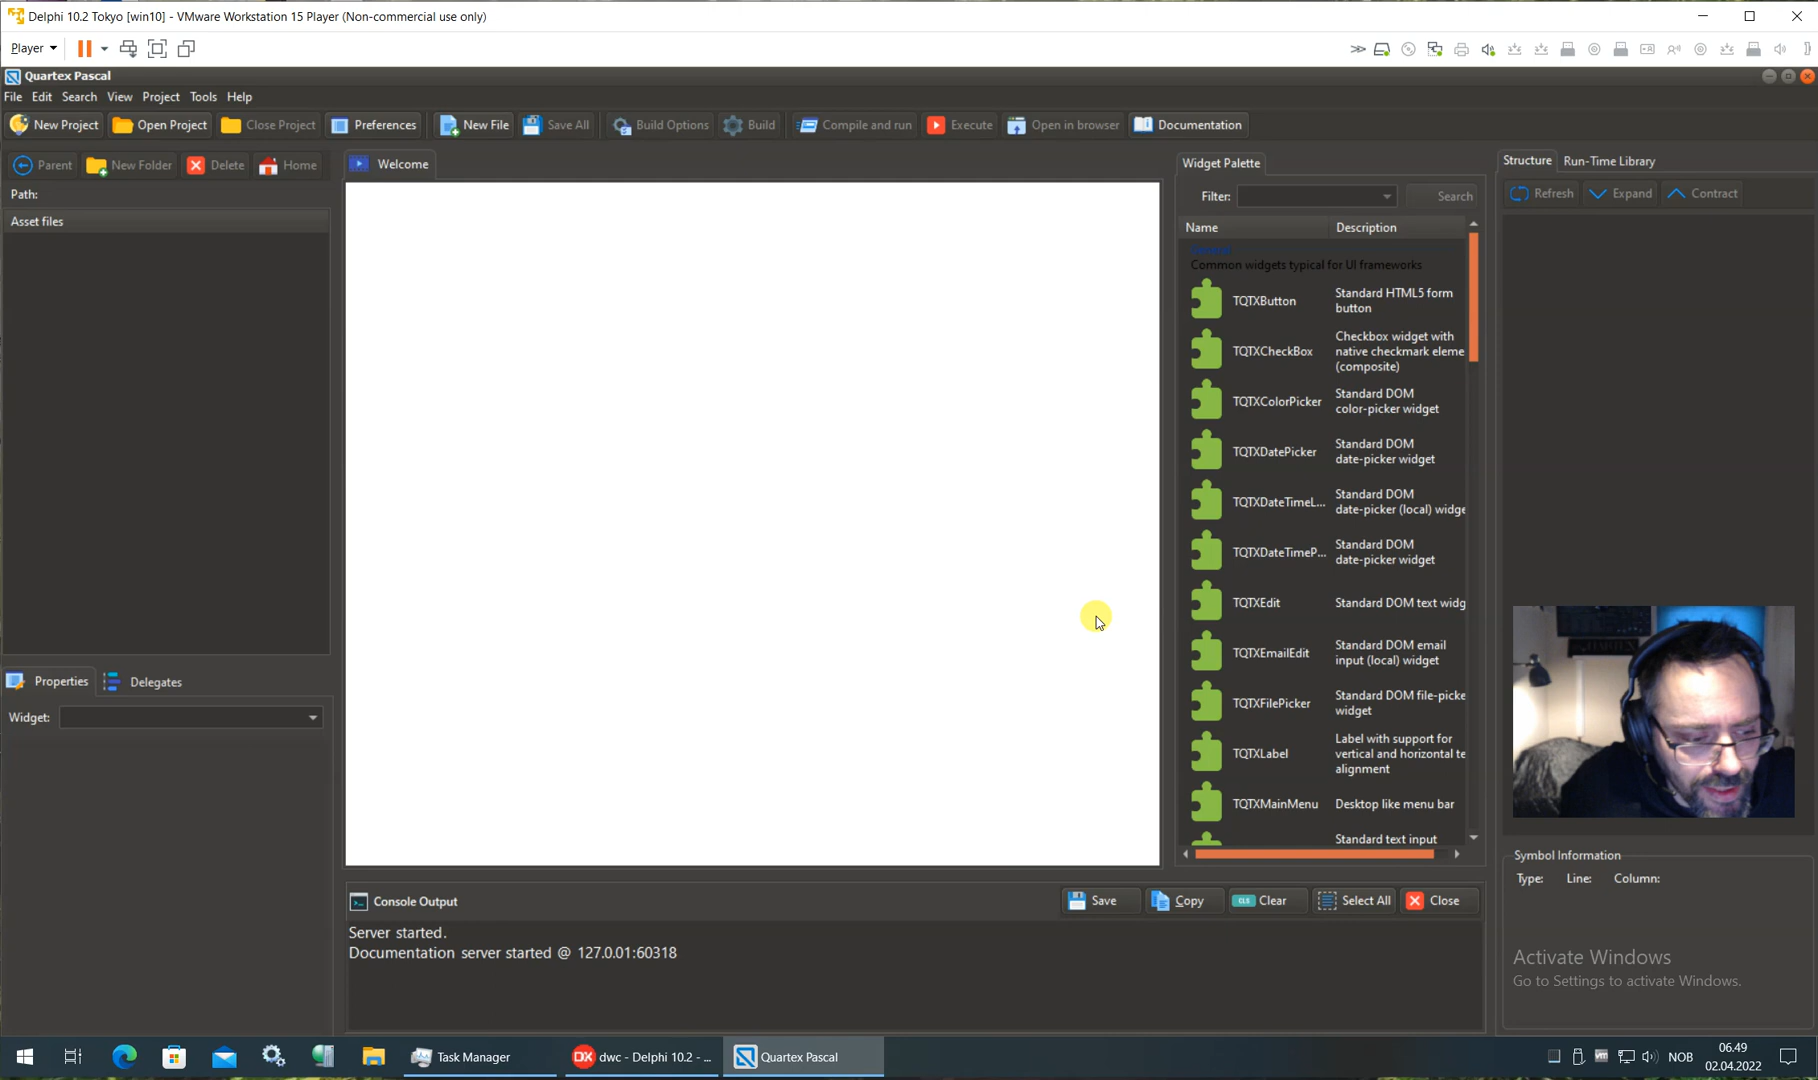 Delphi 10.2 Tokyo [win10] - VMware Workstation 15 Player (Non-commercial use only)
Player
Quartex Pascal
File Edit Search View Project Tools Help
New Project Open Project Close Project Preferences New File Save All Build Options Build Compile and run Execute Open in browser Documentation
Parent New Folder Delete Home
Path:
Asset files
Properties Delegates
Widget:
Welcome
Widget Palette
Filter: Search
Name Description
Common widgets typical for UI frameworks
TQTXButton Standard HTML5 form
button
TQTXCheckBox Checkbox widget with
native checkmark eleme
(composite)
TQTXColorPicker Standard DOM
color-picker widget
TQTXDatePicker Standard DOM
date-picker widget
TQTXDateTimeL... Standard DOM
date-picker (local) widge
TQTXDateTimeP... Standard DOM
date-picker widget
TQTXEdit Standard DOM text widg
TQTXEmailEdit Standard DOM email
input (local) widget
TQTXFilePicker Standard DOM file-picke
widget
TQTXLabel Label with support for
vertical and horizontal te
alignment
TQTXMainMenu Desktop like menu bar
Standard text input
Structure Run-Time Library
Refresh Expand Contract
Symbol Information
Type: Line: Column:
Console Output
Save Copy CLS Clear Select All Close
Server started.
Documentation server started @ 127.0.01:60318
Activate Windows
Go to Settings to activate Windows.
Task Manager
DX dwc - Delphi 10.2 - ...
Quartex Pascal
vm NOB
06.49
02.04.2022